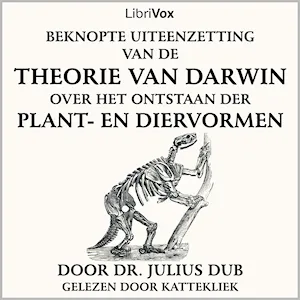 LibriVox
BEKNOPTE UITEENZETTING
VAN DE
THEORIE VAN DARWIN
OVER HET ONTSTAAN DER
PLANT- EN DIERVORMEN
DOOR DR. JULIUS DUB
GELEZEN DOOR KATTEKLIEK